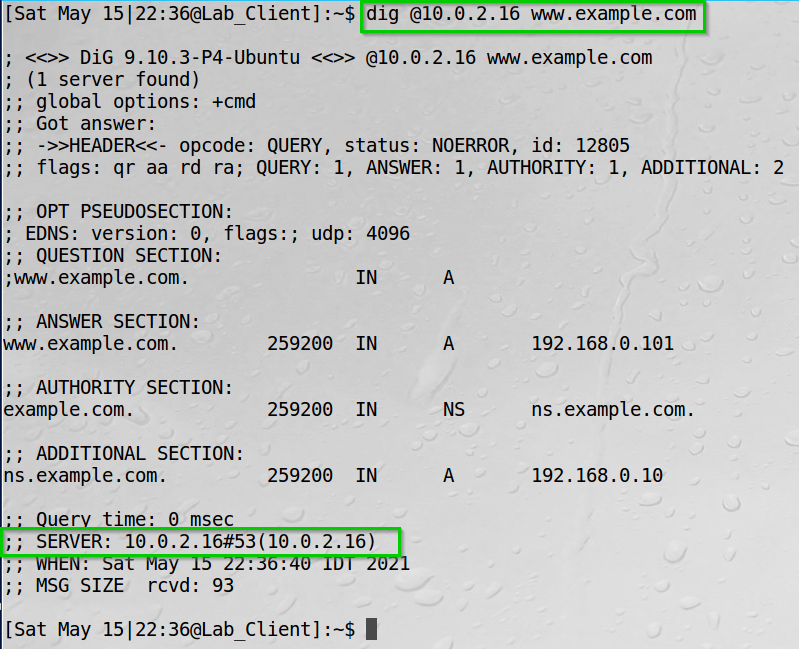 [Sat May 15|22:36@Lab_Client]:~$ dig @10.0.2.16 www.example.com
; <<>> DiG 9.10.3-P4-Ubuntu <<>> @10.0.2.16 www.example.com
; (1 server found)
;; global options: +cmd
;; Got answer:
;; ->>HEADER<<- opcode: QUERY, status: NOERROR, id: 12805
;; flags: qr aa rd ra; QUERY: 1, ANSWER: 1, AUTHORITY: 1, ADDITIONAL: 2
;; OPT PSEUDOSECTION:
; EDNS: version: 0, flags:; udp: 4096
;; QUESTION SECTION:
;www.example.com. IN A
;; ANSWER SECTION:
www.example.com. 259200 IN A 192.168.0.101
;; AUTHORITY SECTION:
example.com. 259200 IN NS ns.example.com.
;; ADDITIONAL SECTION:
ns.example.com. 259200 IN A 192.168.0.10
;; Query time: 0 msec
;; SERVER: 10.0.2.16#53(10.0.2.16)
;; WHEN: Sat May 15 22:36:40 IDT 2021
;; MSG SIZE rcvd: 93
[Sat May 15|22:36@Lab_Client]:~$